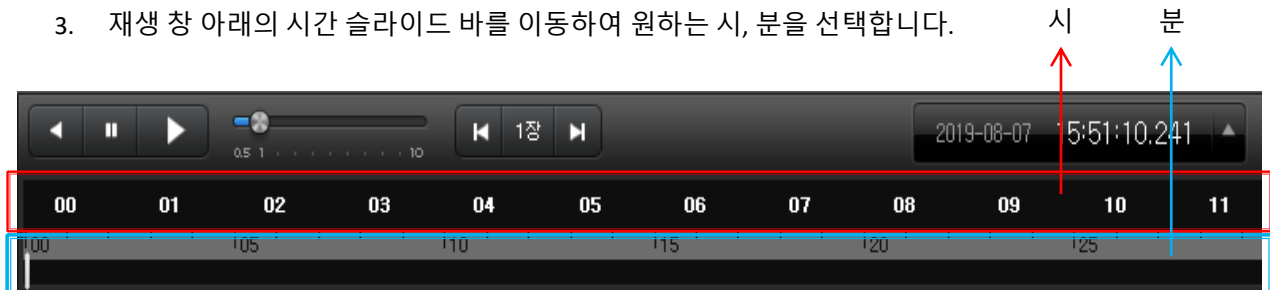 3. 재생 창 아래의 시간 슬라이드 바를 이동하여 원하는 시, 분을 선택합니다.
시 분
0.5 1 10 1장 2019-08-07 15:51:10.241
00 01 02 03 04 05 06 07 08 09 10 11
00 05 10 15 20 25